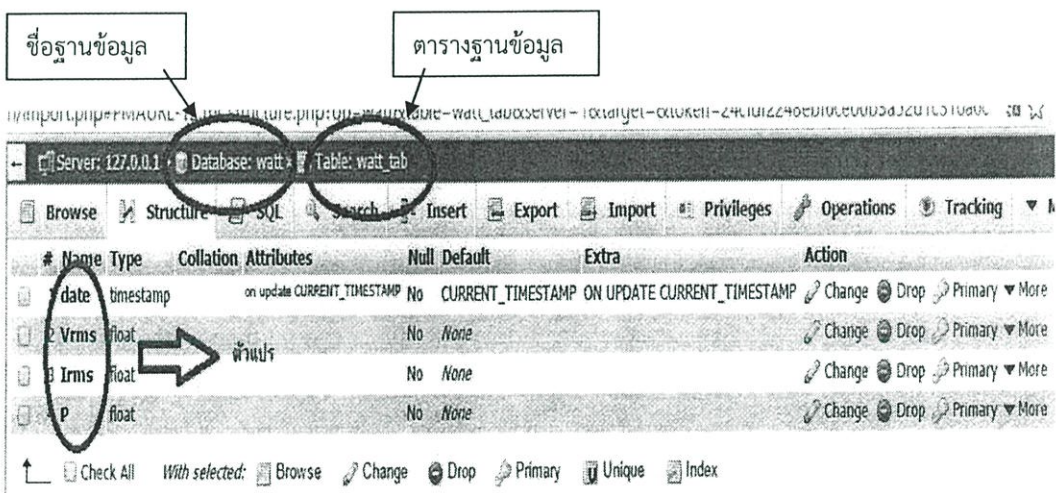 ชื่อฐานข้อมูล
ตารางฐานข้อมูล
Server: 127.0.0.1 » Database: watt » Table: watt_tab
Browse Structure SQL Search Insert Export Import Privileges Operations Tracking
# Name Type Collation Attributes Null Default Extra Action
date timestamp on update CURRENT_TIMESTAMP No CURRENT_TIMESTAMP ON UPDATE CURRENT_TIMESTAMP Change Drop Primary More
2 Vrms float No None Change Drop Primary More
ตัวแปร
3 Irms float No None Change Drop Primary More
P float No None Change Drop Primary More
Check All With selected: Browse Change Drop Primary Unique Index